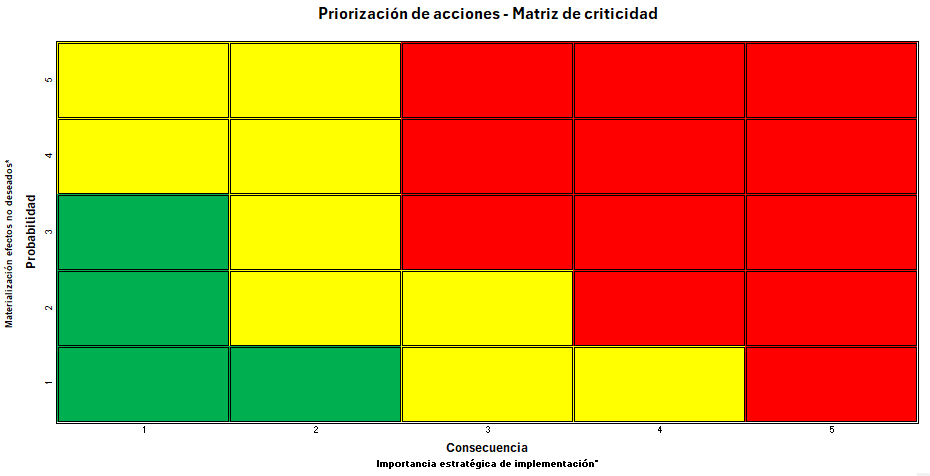 Priorización de acciones - Matriz de criticidad
Materialización efectos no deseados*
Probabilidad
5
4
3
2
1
1 2 3 4 5
Consecuencia
Importancia estratégica de implementación"